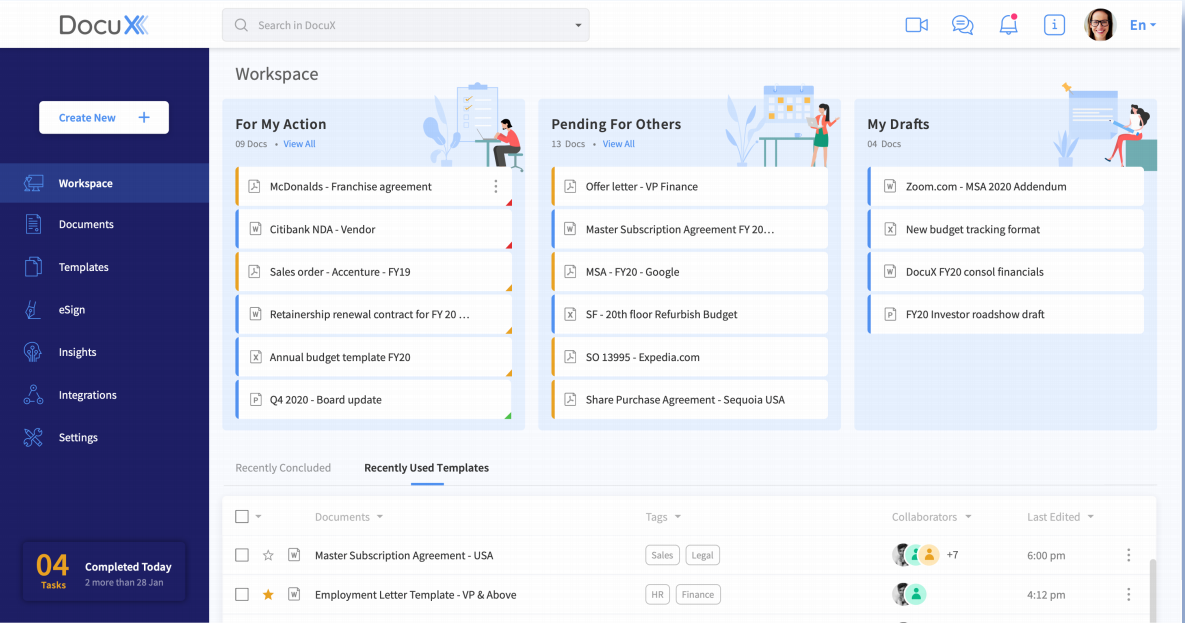 DocuX
Search in DocuX
En
Create New +
Workspace
Documents
Templates
eSign
Insights
Integrations
Settings
04
Tasks
Completed Today
2 more than 28 Jan
Workspace
For My Action
09 Docs • View All
McDonalds - Franchise agreement
Citibank NDA - Vendor
Sales order - Accenture - FY19
Retainership renewal contract for FY 20 ...
Annual budget template FY20
Q4 2020 - Board update
Pending For Others
13 Docs • View All
Offer letter - VP Finance
Master Subscription Agreement FY 20...
MSA - FY20 - Google
SF - 20th floor Refurbish Budget
SO 13995 - Expedia.com
Share Purchase Agreement - Sequoia USA
My Drafts
04 Docs
Zoom.com - MSA 2020 Addendum
New budget tracking format
DocuX FY20 consol financials
FY20 Investor roadshow draft
Recently Concluded
Recently Used Templates
Documents Tags Collaborators Last Edited
Master Subscription Agreement - USA Sales Legal +7 6:00 pm
Employment Letter Template - VP & Above HR Finance 4:12 pm